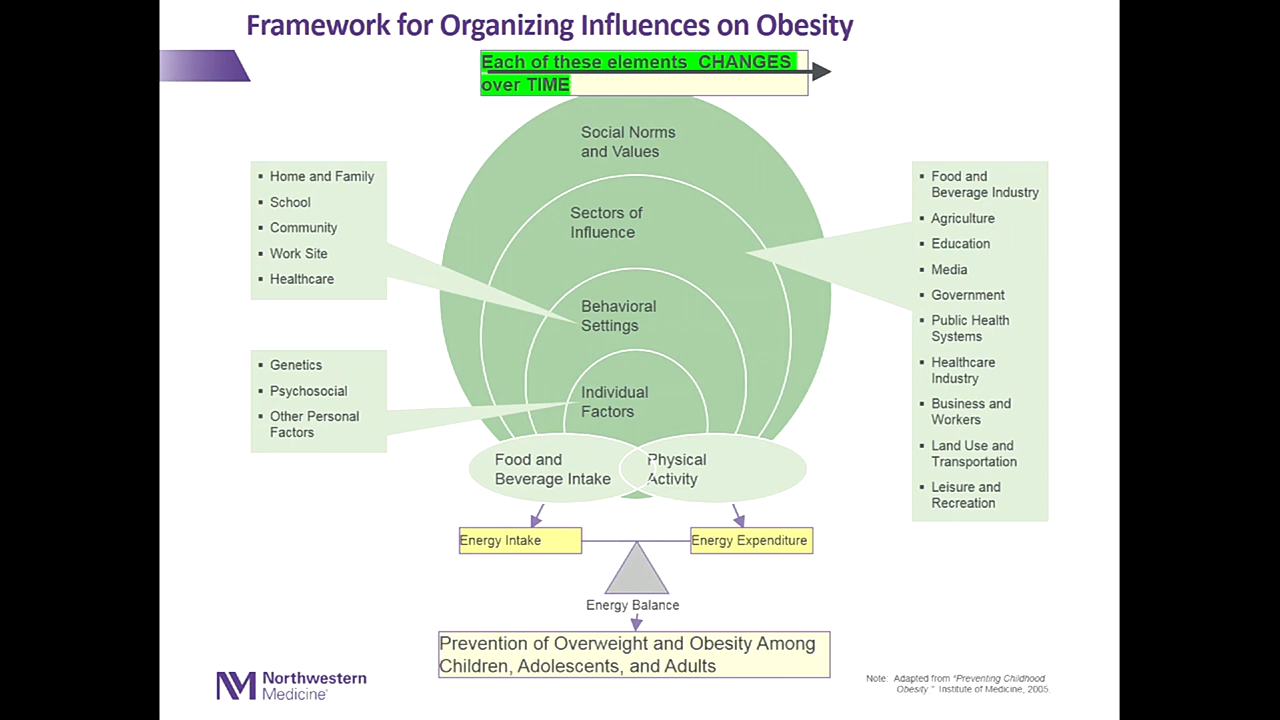 Framework for Organizing Influences on Obesity
Each of these elements CHANGES
over TIME
Social Norms
and Values
Sectors of
Influence
Behavioral
Settings
Individual
Factors
▪ Home and Family
▪ School
▪ Community
▪ Work Site
▪ Healthcare
▪ Genetics
▪ Psychosocial
▪ Other Personal
Factors
▪ Food and
Beverage Industry
▪ Agriculture
▪ Education
▪ Media
▪ Government
▪ Public Health
Systems
▪ Healthcare
Industry
▪ Business and
Workers
▪ Land Use and
Transportation
▪ Leisure and
Recreation
Food and
Beverage Intake
Physical
Activity
Energy Intake
Energy Expenditure
Energy Balance
Prevention of Overweight and Obesity Among
Children, Adolescents, and Adults
NM Northwestern
Medicine
Note: Adapted from "Preventing Childhood
Obesity." Institute of Medicine, 2005.